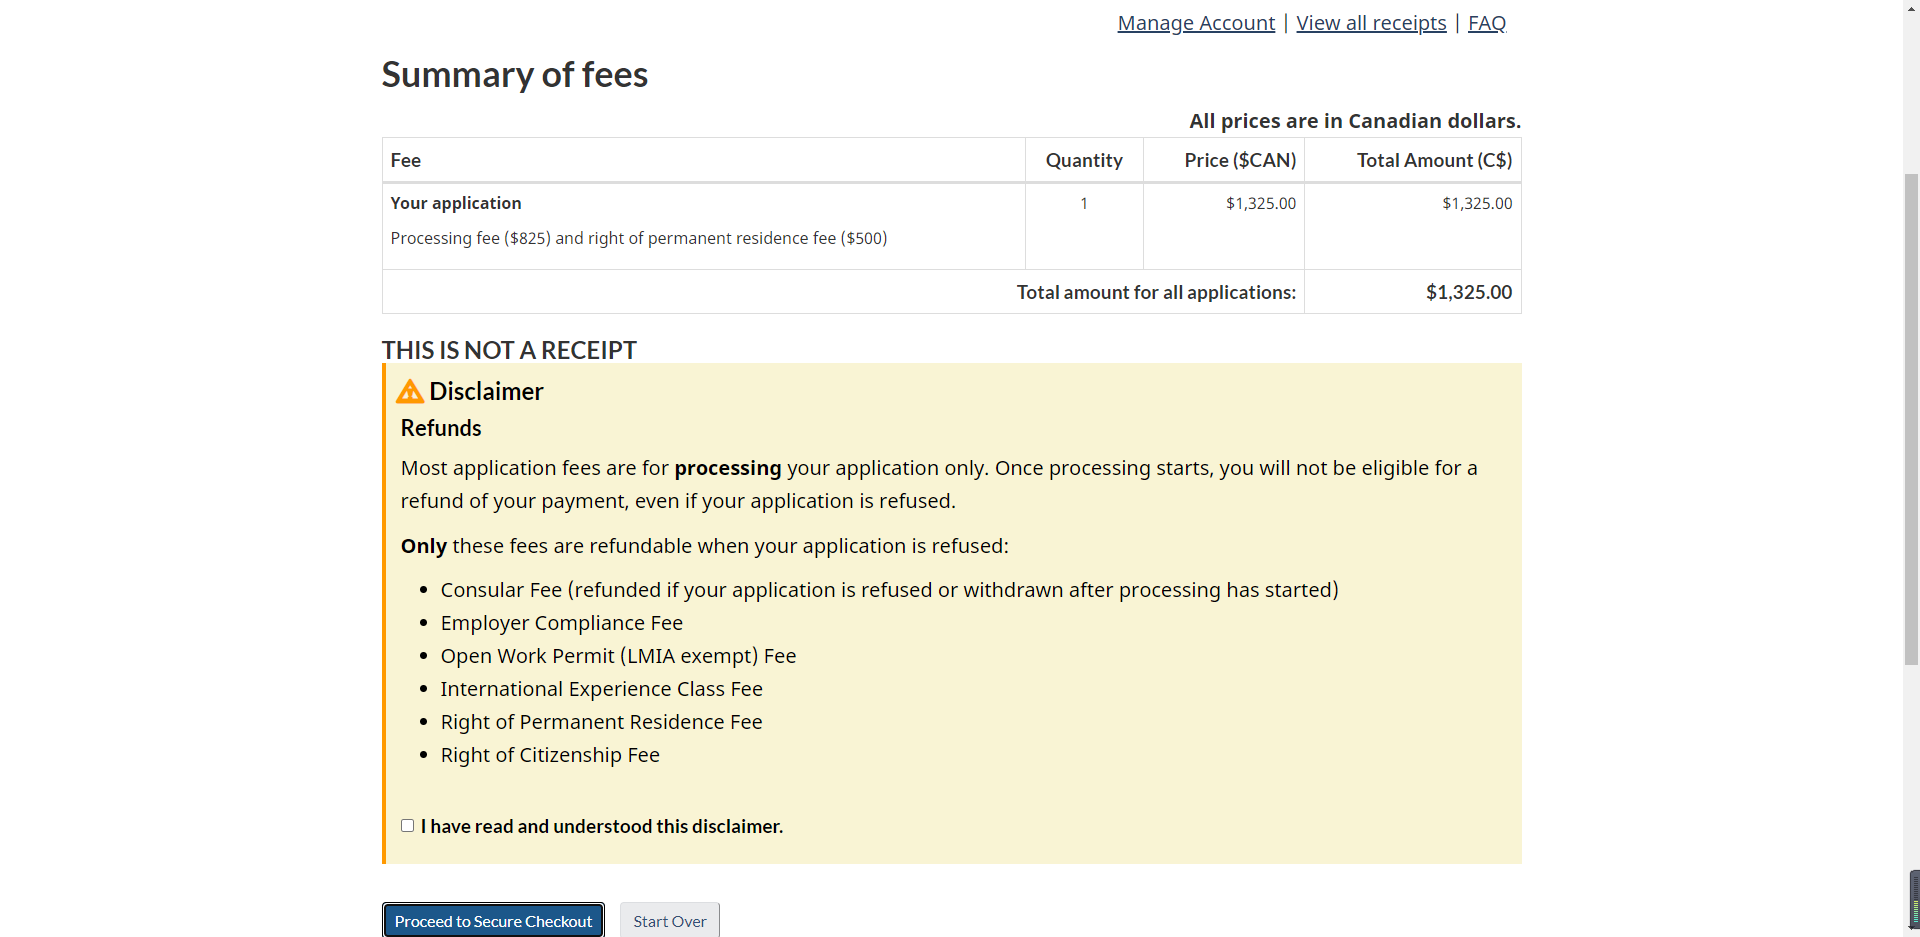 Manage Account | View all receipts | FAQ
Summary of fees
All prices are in Canadian dollars.
Fee Quantity Price ($CAN) Total Amount (C$)
Your application 1 $1,325.00 $1,325.00
Processing fee ($825) and right of permanent residence fee ($500)
Total amount for all applications: $1,325.00
THIS IS NOT A RECEIPT
Disclaimer
Refunds
Most application fees are for processing your application only. Once processing starts, you will not be eligible for a
refund of your payment, even if your application is refused.
Only these fees are refundable when your application is refused:
• Consular Fee (refunded if your application is refused or withdrawn after processing has started)
• Employer Compliance Fee
• Open Work Permit (LMIA exempt) Fee
• International Experience Class Fee
• Right of Permanent Residence Fee
• Right of Citizenship Fee
I have read and understood this disclaimer.
Proceed to Secure Checkout Start Over